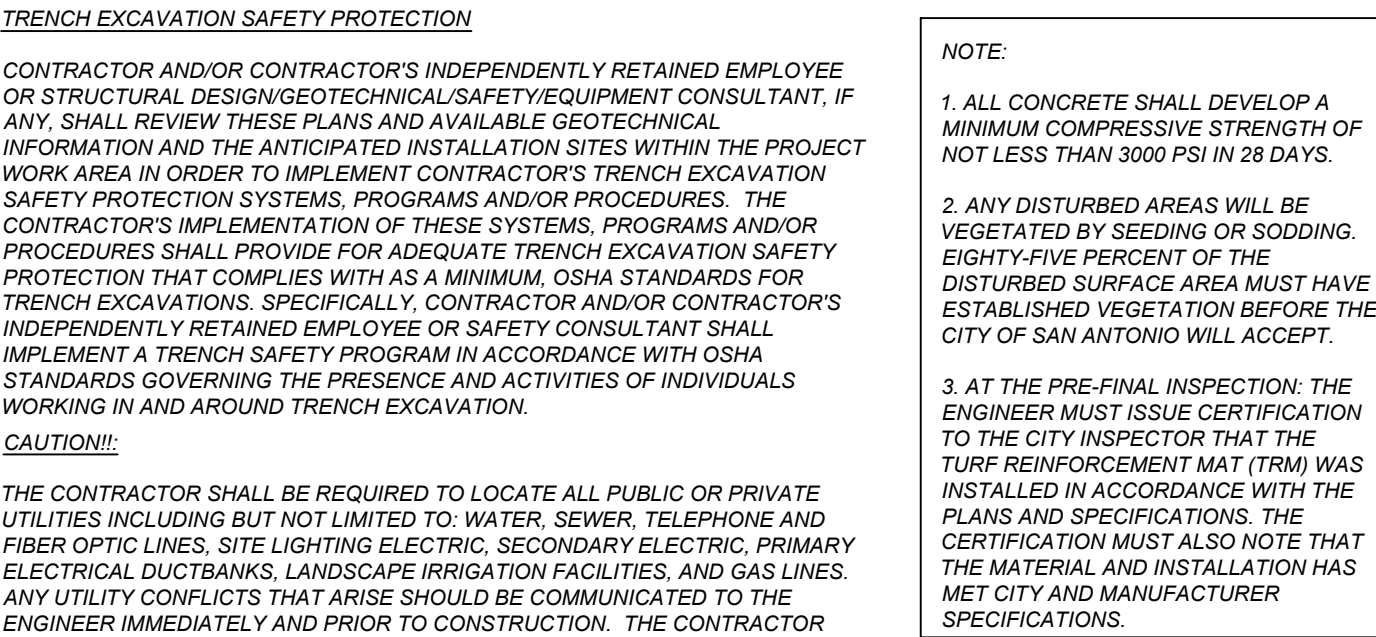 TRENCH EXCAVATION SAFETY PROTECTION
CONTRACTOR AND/OR CONTRACTOR'S INDEPENDENTLY RETAINED EMPLOYEE
OR STRUCTURAL DESIGN/GEOTECHNICAL/SAFETY/EQUIPMENT CONSULTANT, IF
ANY, SHALL REVIEW THESE PLANS AND AVAILABLE GEOTECHNICAL
INFORMATION AND THE ANTICIPATED INSTALLATION SITES WITHIN THE PROJECT
WORK AREA IN ORDER TO IMPLEMENT CONTRACTOR'S TRENCH EXCAVATION
SAFETY PROTECTION SYSTEMS, PROGRAMS AND/OR PROCEDURES. THE
CONTRACTOR'S IMPLEMENTATION OF THESE SYSTEMS, PROGRAMS AND/OR
PROCEDURES SHALL PROVIDE FOR ADEQUATE TRENCH EXCAVATION SAFETY
PROTECTION THAT COMPLIES WITH AS A MINIMUM, OSHA STANDARDS FOR
TRENCH EXCAVATIONS. SPECIFICALLY, CONTRACTOR AND/OR CONTRACTOR'S
INDEPENDENTLY RETAINED EMPLOYEE OR SAFETY CONSULTANT SHALL
IMPLEMENT A TRENCH SAFETY PROGRAM IN ACCORDANCE WITH OSHA
STANDARDS GOVERNING THE PRESENCE AND ACTIVITIES OF INDIVIDUALS
WORKING IN AND AROUND TRENCH EXCAVATION.
CAUTION!!:
THE CONTRACTOR SHALL BE REQUIRED TO LOCATE ALL PUBLIC OR PRIVATE
UTILITIES INCLUDING BUT NOT LIMITED TO: WATER, SEWER, TELEPHONE AND
FIBER OPTIC LINES, SITE LIGHTING ELECTRIC, SECONDARY ELECTRIC, PRIMARY
ELECTRICAL DUCTBANKS, LANDSCAPE IRRIGATION FACILITIES, AND GAS LINES.
ANY UTILITY CONFLICTS THAT ARISE SHOULD BE COMMUNICATED TO THE
ENGINEER IMMEDIATELY AND PRIOR TO CONSTRUCTION. THE CONTRACTOR
NOTE:
1. ALL CONCRETE SHALL DEVELOP A
MINIMUM COMPRESSIVE STRENGTH OF
NOT LESS THAN 3000 PSI IN 28 DAYS.
2. ANY DISTURBED AREAS WILL BE
VEGETATED BY SEEDING OR SODDING.
EIGHTY-FIVE PERCENT OF THE
DISTURBED SURFACE AREA MUST HAVE
ESTABLISHED VEGETATION BEFORE THE
CITY OF SAN ANTONIO WILL ACCEPT.
3. AT THE PRE-FINAL INSPECTION: THE
ENGINEER MUST ISSUE CERTIFICATION
TO THE CITY INSPECTOR THAT THE
TURF REINFORCEMENT MAT (TRM) WAS
INSTALLED IN ACCORDANCE WITH THE
PLANS AND SPECIFICATIONS. THE
CERTIFICATION MUST ALSO NOTE THAT
THE MATERIAL AND INSTALLATION HAS
MET CITY AND MANUFACTURER
SPECIFICATIONS.